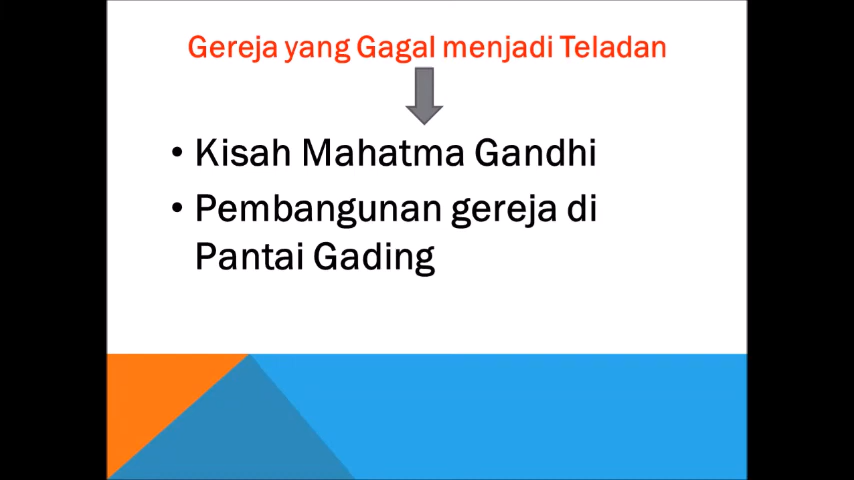 Gereja yang Gagal menjadi Teladan
• Kisah Mahatma Gandhi
• Pembangunan gereja di
Pantai Gading